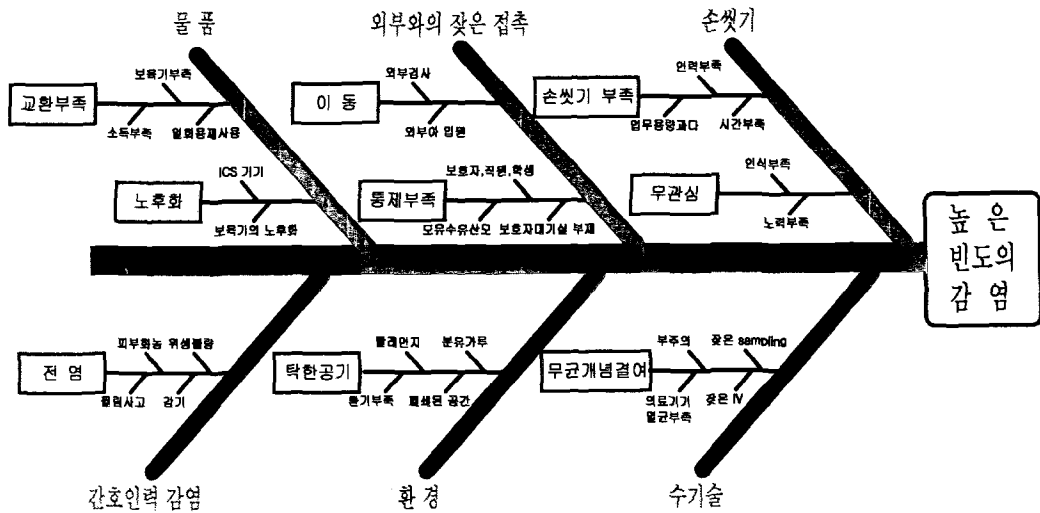 물 품
외부와의 잦은 접촉
손씻기
보육기부족
교환부족
소독부족 일회용재사용
외부검사
이 동
외부아 입원
인력부족
손씻기 부족
업무용량과다 시간부족
ICS 기기
노후화
보육기의 노후화
보호자,직원,학생
통제부족
모유수유산모 보호자대기실 부재
인식부족
무관심
노력부족
높 은
빈도의
감 염
피부화농 위생불량
전 염
찔림사고 감기
빨래먼지 분유가루
탁한공기
환기부족 폐쇄된 공간
부주의 잦은 sampling
무균개념결여
의료기기 잦은 IV
멸균부족
간호인력 감염
환 경
수기술